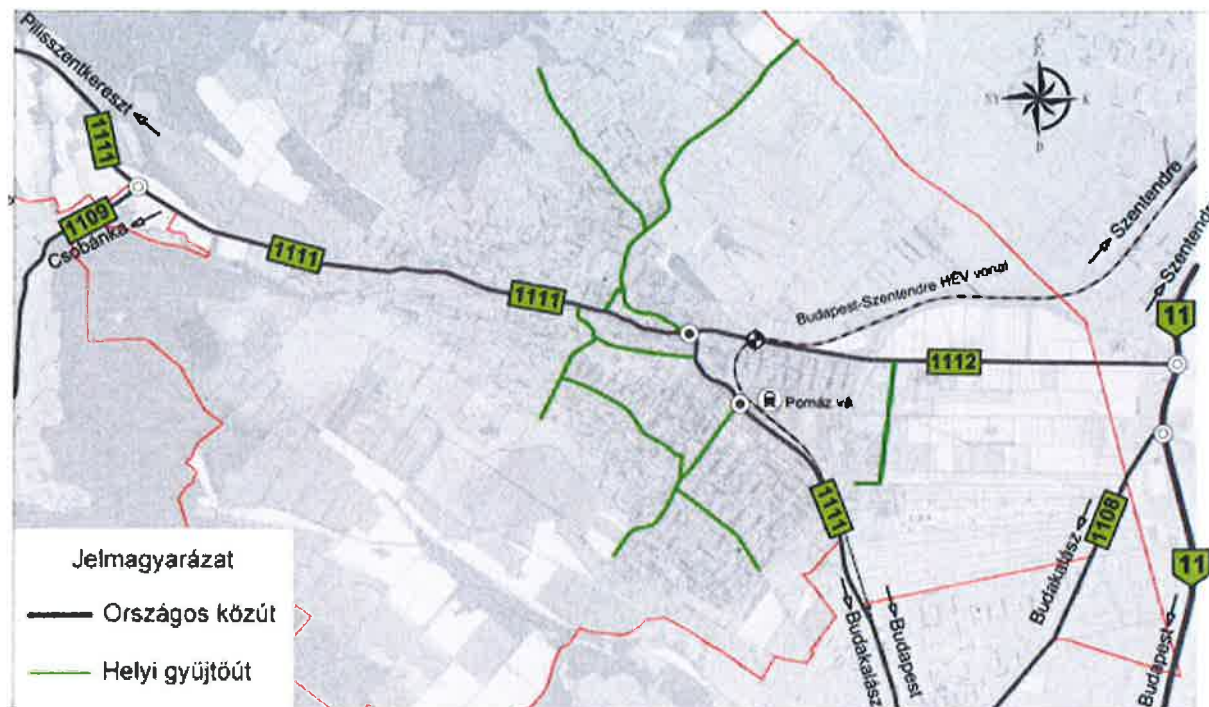 Pilisszentkereszt
1111
1109
Csobánka
1111
1111
É
NY
K
D
Szentendre
Szentendre
11
Budapest-Szentendre HÉV vonal
1112
Pomáz vá
1111
1108
Budakalász
11
Budapest
Budakalász
Budapest
Jelmagyarázat
Országos közút
Helyi gyűjtőút